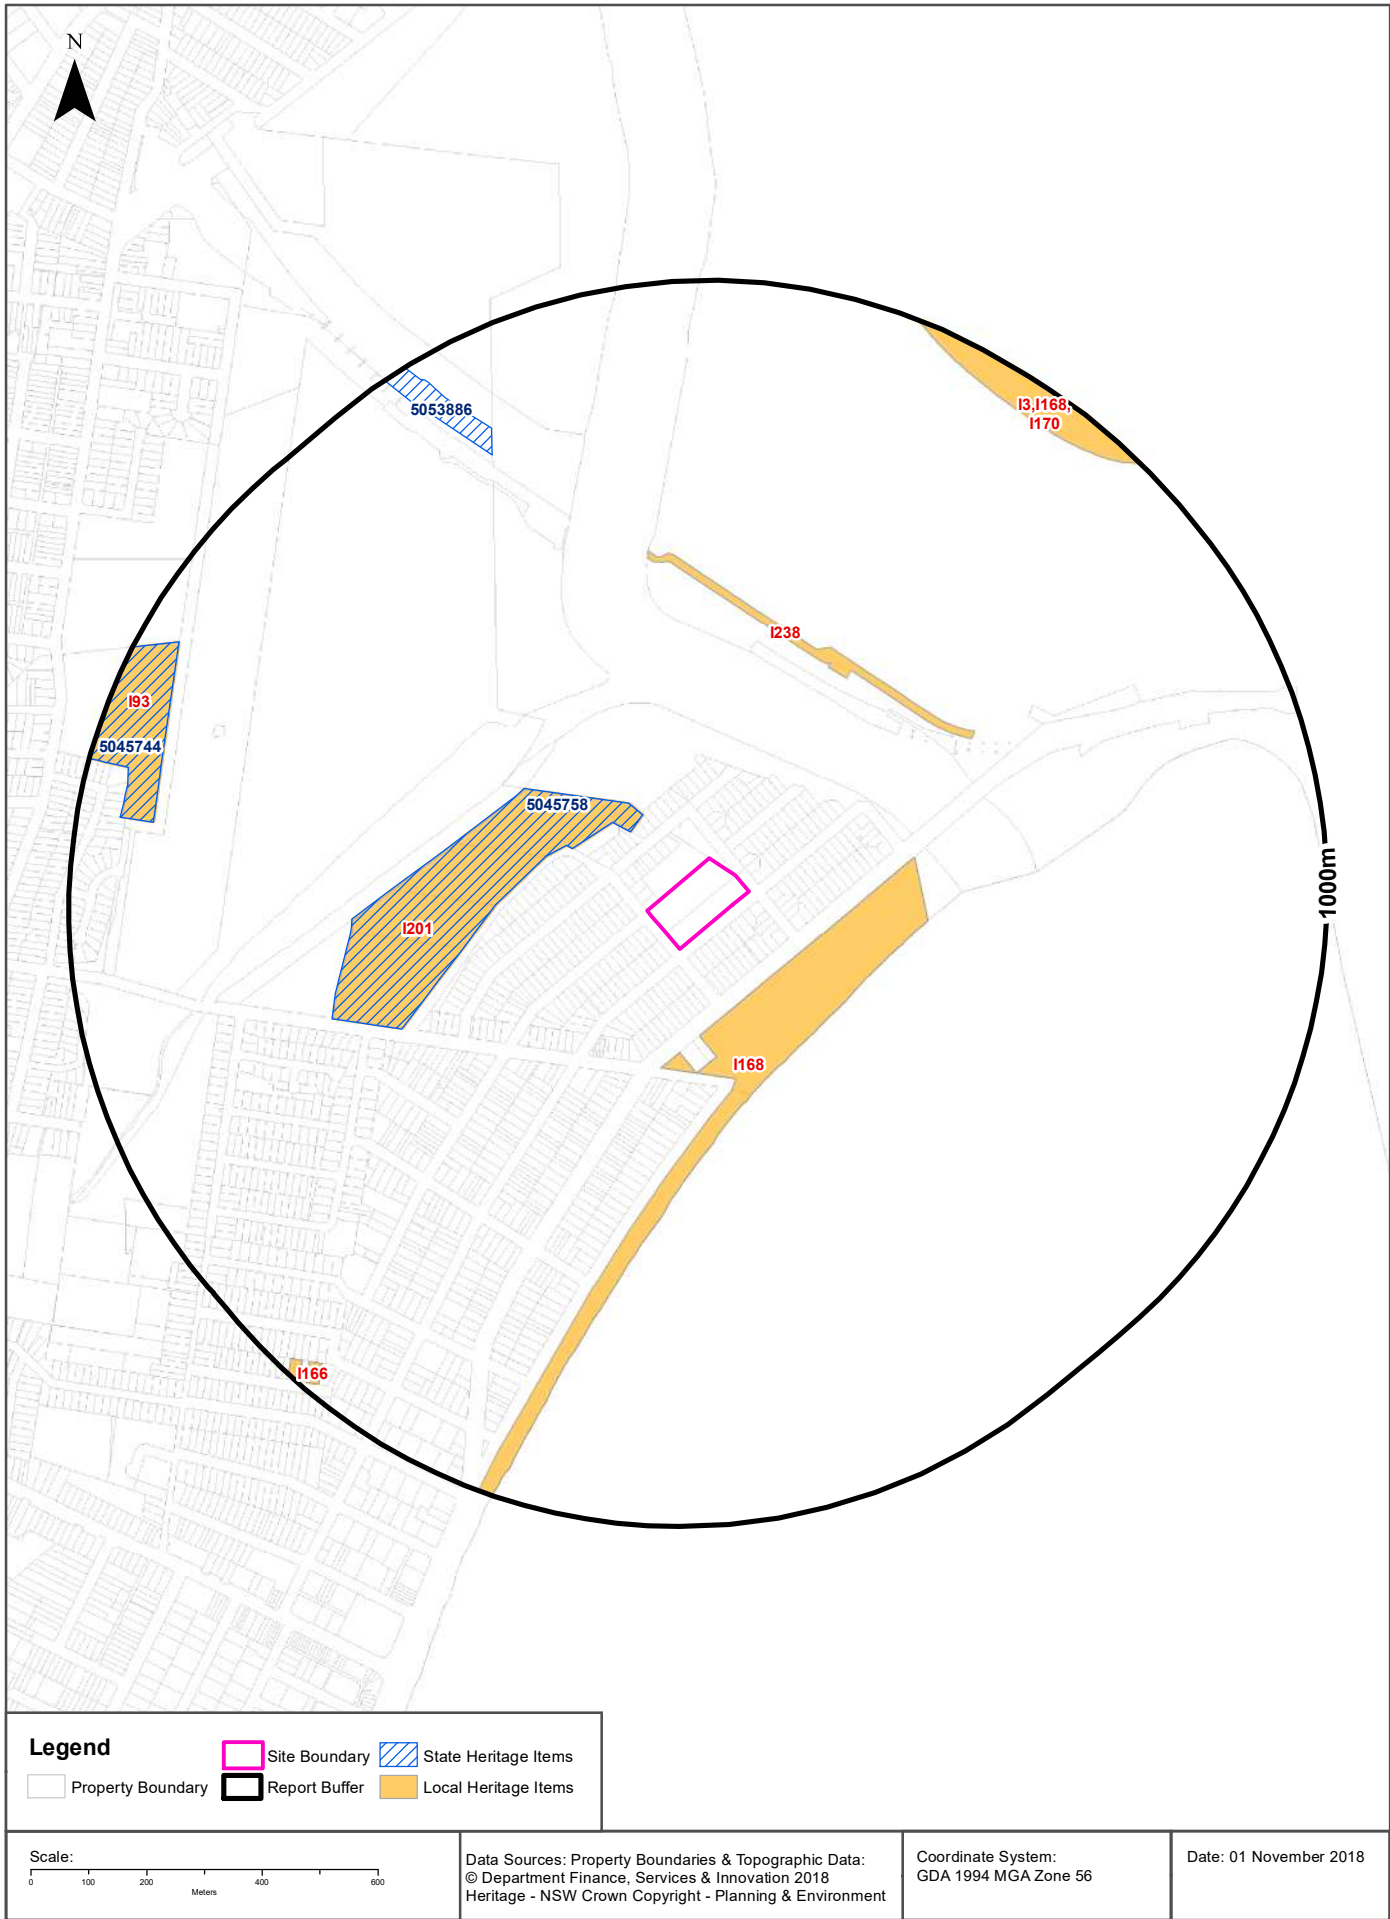 N
5053886
I3,I168,
I170
I238
I93
5045744
5045758
I201
1000m
I168
I166
Legend
Site Boundary
State Heritage Items
Property Boundary
Report Buffer
Local Heritage Items
Scale:
0 100 200 400 600
Meters
Data Sources: Property Boundaries & Topographic Data:
© Department Finance, Services & Innovation 2018
Heritage - NSW Crown Copyright - Planning & Environment
Coordinate System:
GDA 1994 MGA Zone 56
Date: 01 November 2018